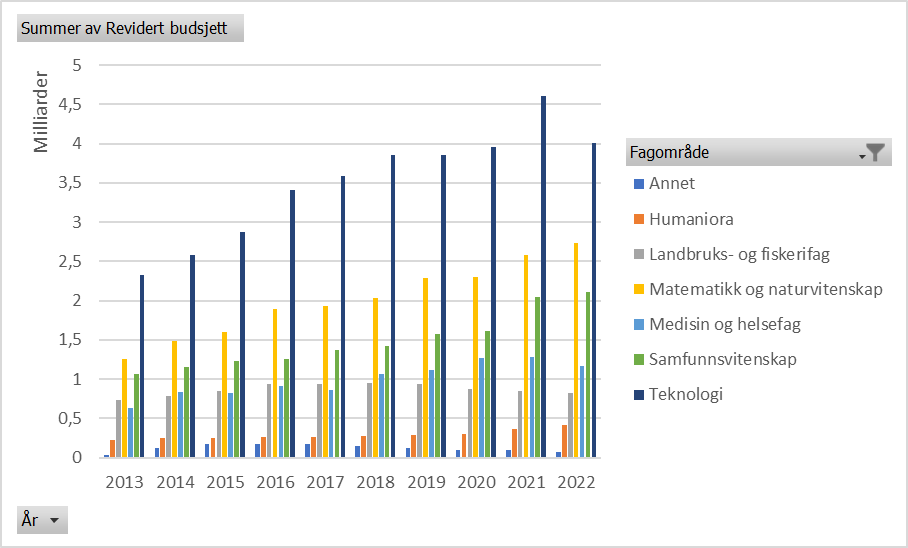 Summer av Revidert budsjett
Milliarder
5
4,5
4
3,5
3
2,5
2
1,5
1
0,5
0
2013 2014 2015 2016 2017 2018 2019 2020 2021 2022
Fagområde
Annet
Humaniora
Landbruks- og fiskerifag
Matematikk og naturvitenskap
Medisin og helsefag
Samfunnsvitenskap
Teknologi
År